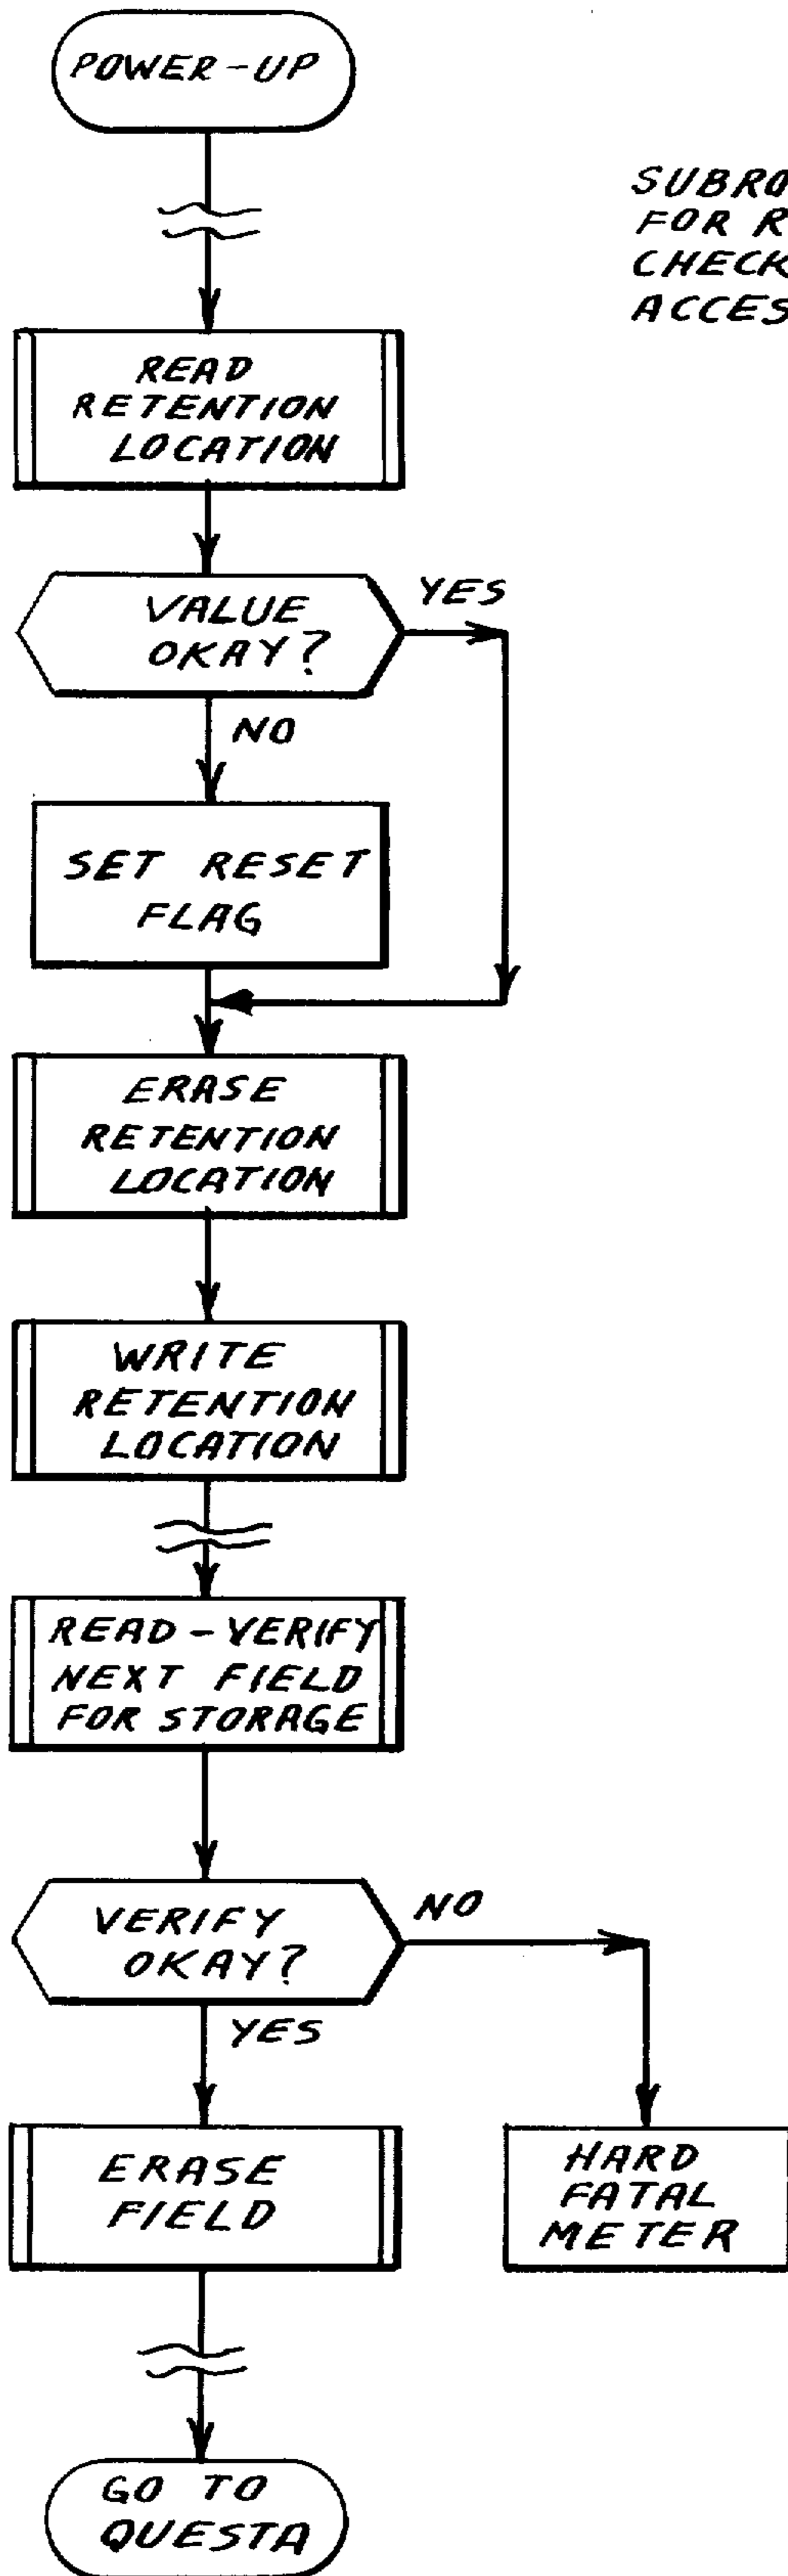 POWER-UP
FOR
CHECK
READ
RETENTION
LOCATION
VALUE
OKAY?
YES
NO
SET RESET
FLAG
ERASE
RETENTION
LOCATION
WRITE
RETENTION
LOCATION
READ-VERIFY
NEXT FIELD
FOR STORAGE
VERIFY
OKAY?
NO
YES
ERASE
FIELD
HARD
FATAL
METER
GO TO
QUESTA